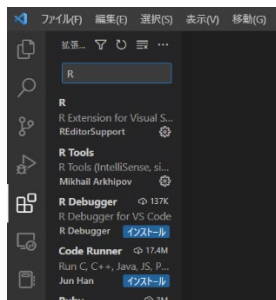 ファイル(F) 編集(E) 選択(S) 表示(V) 移動(G)
拡張...
R
R
R Extension for Visual S...
REditorSupport
R Tools
R Tools (IntelliSense, si...
Mikhail Arkhipov
R Debugger 137K
R Debugger for VS Code
R Debugger インストール
Code Runner 17.4M
Run C, C++, Java, JS, P...
Jun Han インストール